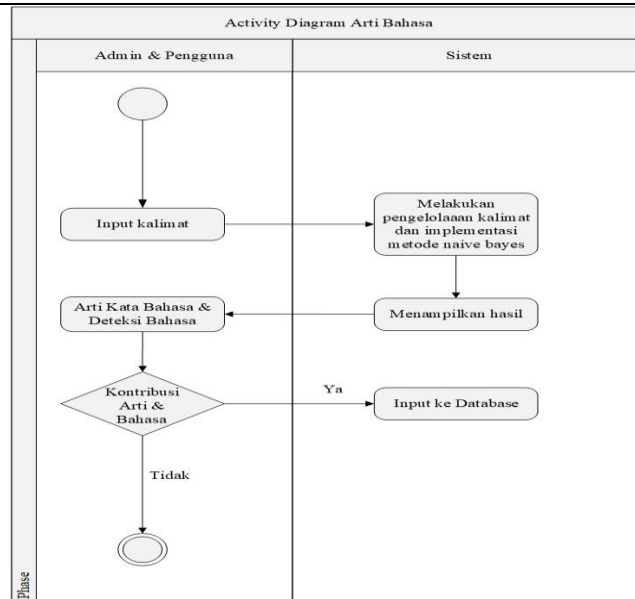 Activity Diagram Arti Bahasa
Admin & Pengguna
Sistem
Input kalimat
Melakukan
pengelolaaan kalimat
dan implementasi
metode naive bayes
Arti Kata Bahasa &
Deteksi Bahasa
Menampilkan hasil
Kontribusi
Arti &
Bahasa
Ya
Input ke Database
Tidak
Phase